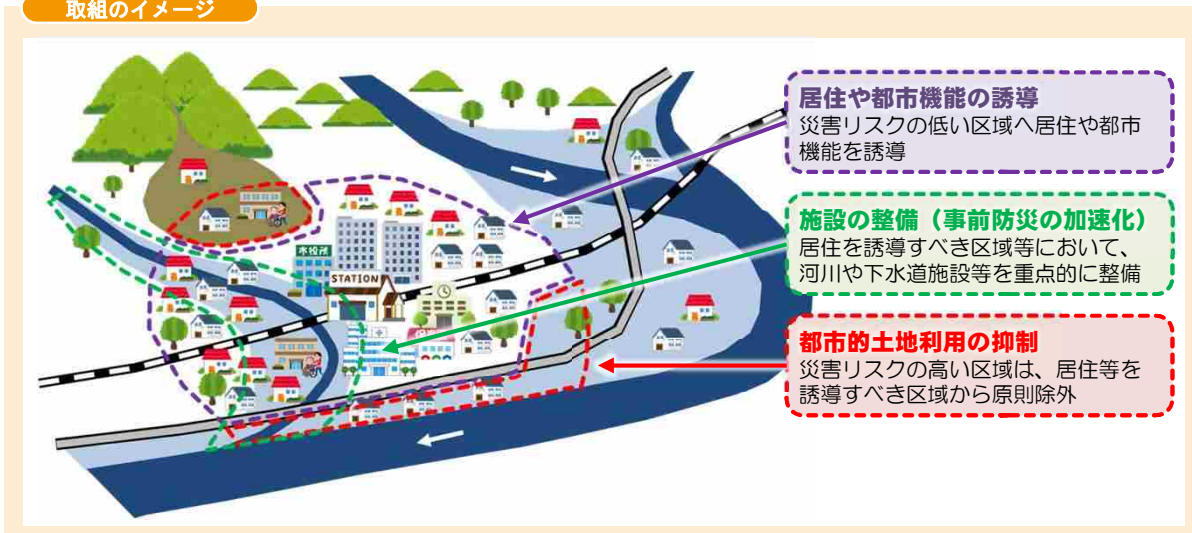 取組のイメージ
居住や都市機能の誘導
災害リスクの低い区域へ居住や都市
機能を誘導
施設の整備（事前防災の加速化）
居住を誘導すべき区域等において、
河川や下水道施設等を重点的に整備
都市的土地利用の抑制
災害リスクの高い区域は、居住等を
誘導すべき区域から原則除外
市役所
STATION